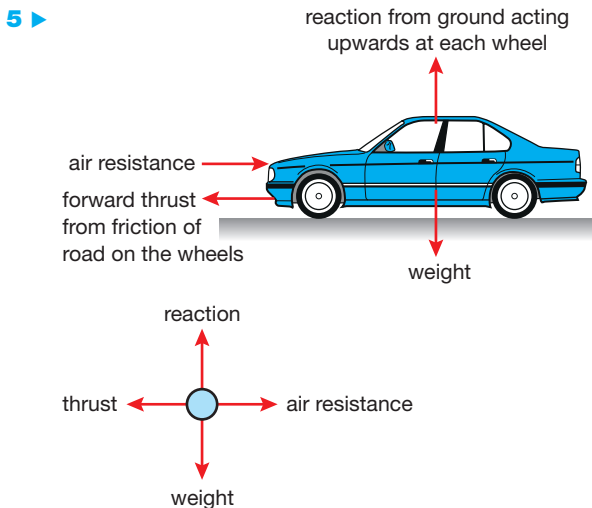 5 ▶
reaction from ground acting
upwards at each wheel
air resistance
forward thrust
from friction of
road on the wheels
weight
reaction
thrust
air resistance
weight